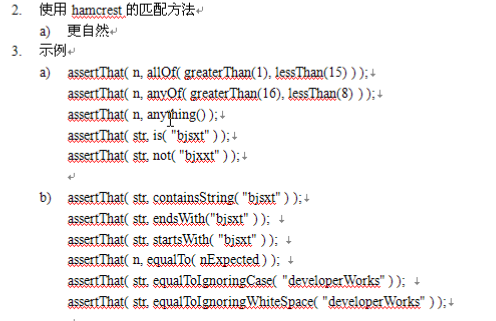 2. 使用 hamcrest 的匹配方法
a) 更自然
3. 示例
a) assertThat( n, allOf( greaterThan(1), lessThan(15) ) );
assertThat( n, anyOf( greaterThan(16), lessThan(8) ) );
assertThat( n, anything() );
assertThat( str, is( "bjsxt" ) );
assertThat( str, not( "bjxxt" ) );
b) assertThat( str, containsString( "bjsxt" ) );
assertThat( str, endsWith("bjsxt" ) );
assertThat( str, startsWith( "bjsxt" ) );
assertThat( n, equalTo( nExpected ) );
assertThat( str, equalToIgnoringCase( "developerWorks" ) );
assertThat( str, equalToIgnoringWhiteSpace( "developerWorks" ) );